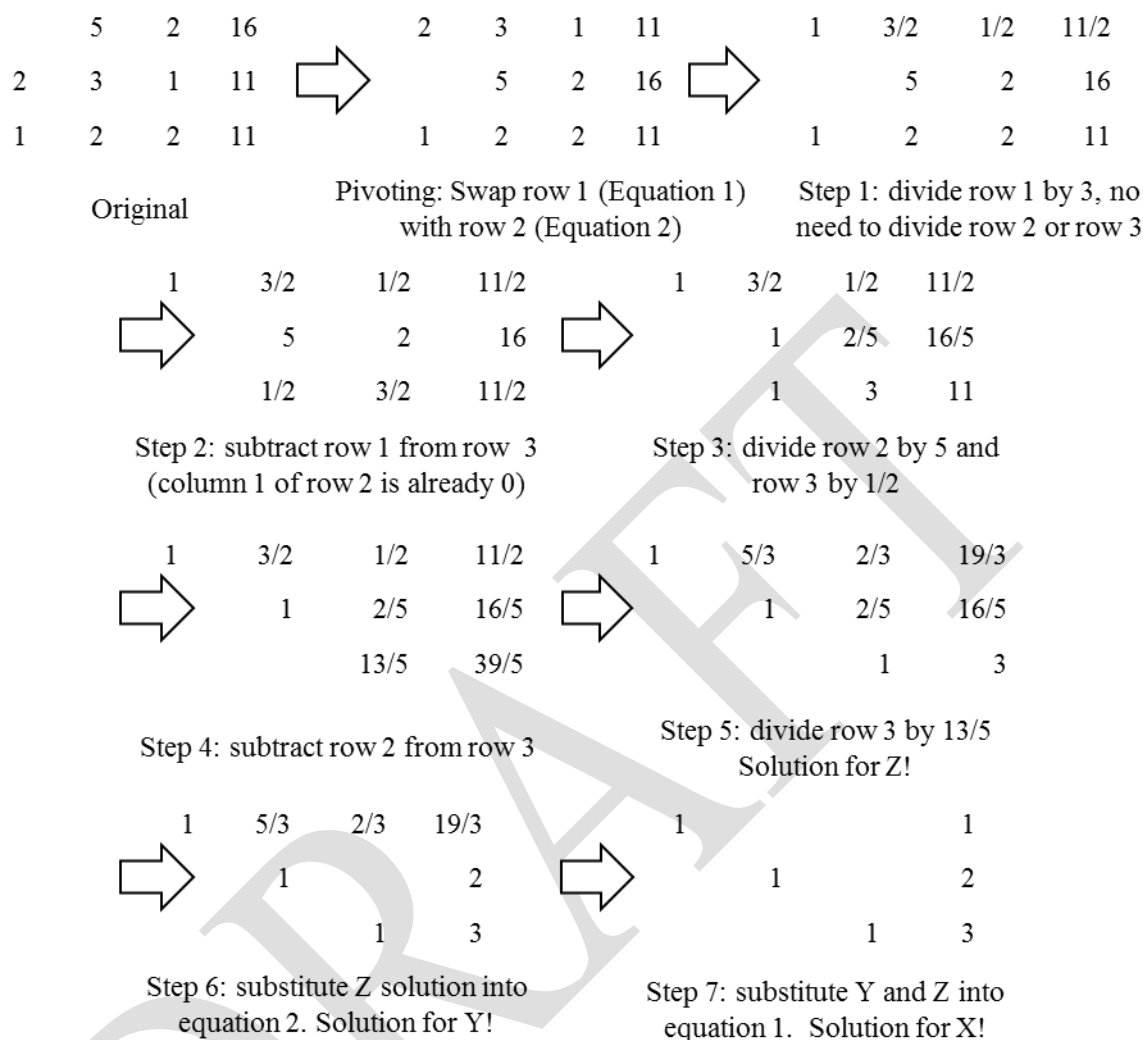 5 2 16 2 3 1 11 1 3/2 1/2 11/2
2 3 1 11 5 2 16 5 2 16
1 2 2 11 1 2 2 11 1 2 2 11
Original
Pivoting: Swap row 1 (Equation 1)
with row 2 (Equation 2)
Step 1: divide row 1 by 3, no
need to divide row 2 or row 3
1 3/2 1/2 11/2 1 3/2 1/2 11/2
5 2 16 1 2/5 16/5
1/2 3/2 11/2 1 3 11
Step 2: subtract row 1 from row 3
(column 1 of row 2 is already 0)
Step 3: divide row 2 by 5 and
row 3 by 1/2
1 3/2 1/2 11/2 1 5/3 2/3 19/3
1 2/5 16/5 1 2/5 16/5
13/5 39/5 1 3
Step 4: subtract row 2 from row 3
Step 5: divide row 3 by 13/5
Solution for Z!
1 5/3 2/3 19/3 1 1
1 2 1 2
1 3 1 3
Step 6: substitute Z solution into
equation 2. Solution for Y!
Step 7: substitute Y and Z into
equation 1. Solution for X!
DRAFT